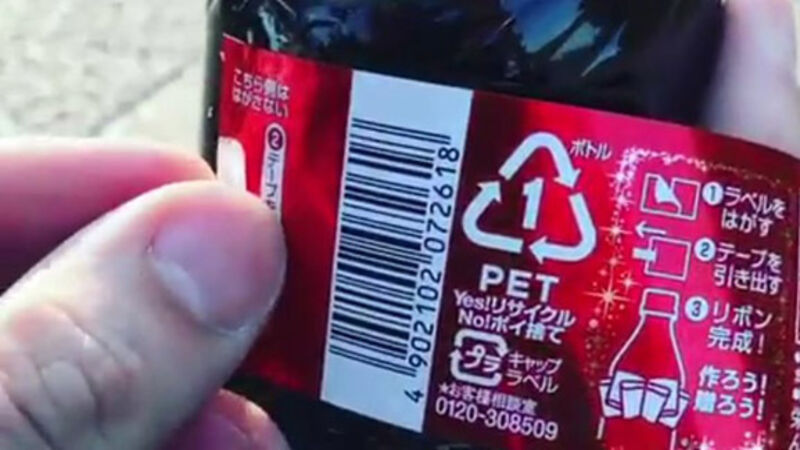 こちら側は
はがさない
②テープを
4 902102 072618
ボトル
1
PET
Yes!リサイクル
No!ポイ捨て
プラ
キャップ
ラベル
★お客様相談室
0120-308509
①ラベルを
はがす
②テープを
引き出す
③リボン
完成!
作ろう!
贈ろう!